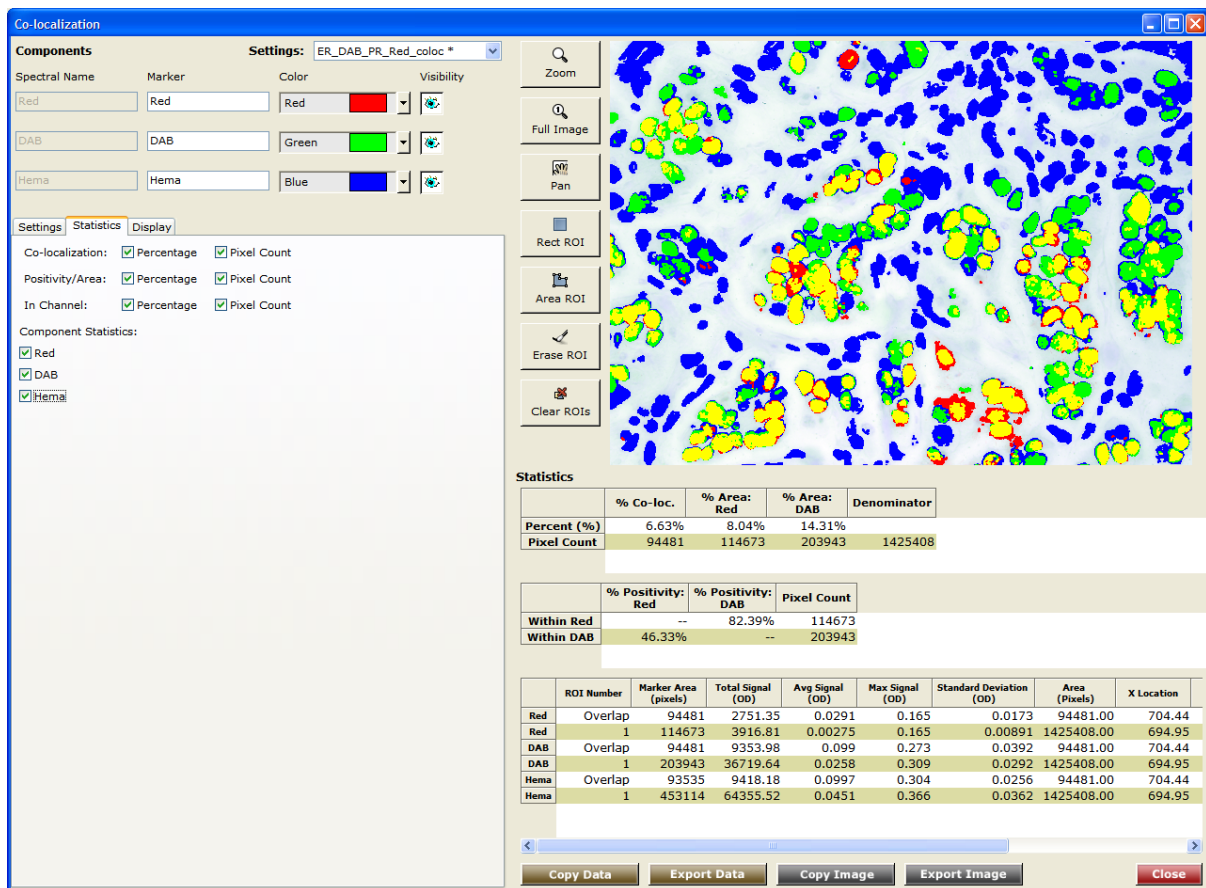 Co-localization
Components Settings: ER_DAB_PR_Red_coloc *
Spectral Name Marker Color Visibility
Red Red Red
DAB DAB Green
Hema Hema Blue
Settings Statistics Display
Co-localization: Percentage Pixel Count
Positivity/Area: Percentage Pixel Count
In Channel: Percentage Pixel Count
Component Statistics:
Red
DAB
Hema
Zoom
1
Full Image
Pan
Rect ROI
Area ROI
Erase ROI
Clear ROIs
Statistics
% Co-loc. % Area: Red % Area: DAB Denominator
Percent (%) 6.63% 8.04% 14.31%
Pixel Count 94481 114673 203943 1425408
% Positivity: Red % Positivity: DAB Pixel Count
Within Red -- 82.39% 114673
Within DAB 46.33% -- 203943
ROI Number Marker Area (pixels) Total Signal (OD) Avg Signal (OD) Max Signal (OD) Standard Deviation (OD) Area (Pixels) X Location
Red Overlap 94481 2751.35 0.0291 0.165 0.0173 94481.00 704.44
Red 1 114673 3916.81 0.00275 0.165 0.00891 1425408.00 694.95
DAB Overlap 94481 9353.98 0.099 0.273 0.0392 94481.00 704.44
DAB 1 203943 36719.64 0.0258 0.309 0.0292 1425408.00 694.95
Hema Overlap 93535 9418.18 0.0997 0.304 0.0256 94481.00 704.44
Hema 1 453114 64355.52 0.0451 0.366 0.0362 1425408.00 694.95
Copy Data Export Data Copy Image Export Image Close